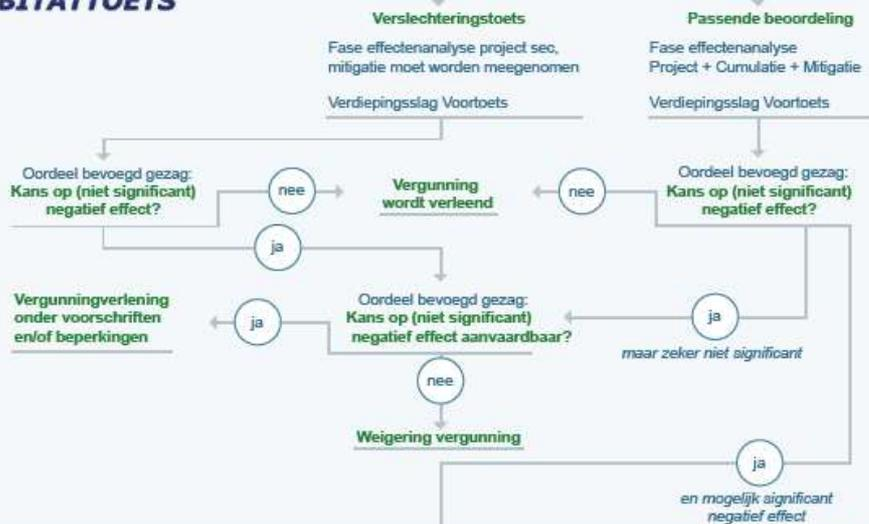 BITATTOETS
Verslechteringstoets
Fase effectenanalyse project sec,
mitigatie moet worden meegenomen
Verdiepingsslag Voortoets
Passende beoordeling
Fase effectenanalyse
Project + Cumulatie + Mitigatie
Verdiepingsslag Voortoets
Oordeel bevoegd gezag:
Kans op (niet significant)
negatief effect?
nee
Vergunning
wordt verleend
nee
Oordeel bevoegd gezag:
Kans op (niet significant)
negatief effect?
ja
Vergunningverlening
onder voorschriften
en/of beperkingen
ja
Oordeel bevoegd gezag:
Kans op (niet significant)
negatief effect aanvaardbaar?
ja
maar zeker niet significant
nee
Weigering vergunning
ja
en mogelijk significant
negatief effect